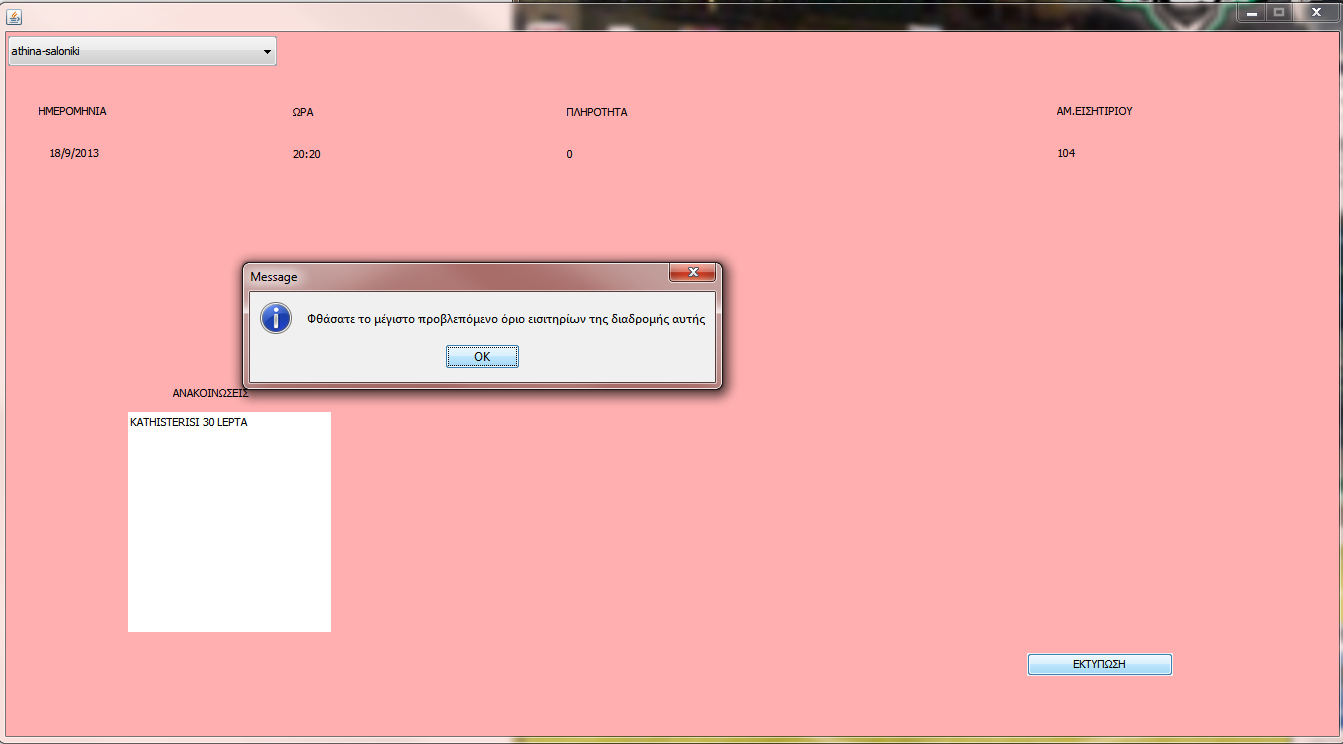 athina-saloniki
ΗΜΕΡΟΜΗΝΙΑ ΩΡΑ ΠΛΗΡΟΤΗΤΑ ΑΜ.ΕΙΣΗΤΙΡΙΟΥ
18/9/2013 20:20 0 104
Message
Φθάσατε το μέγιστο προβλεπόμενο όριο εισιτηρίων της διαδρομής αυτής
OK
ΑΝΑΚΟΙΝΩΣΕΙΣ
KATHISTERISI 30 LEPTA
ΕΚΤΥΠΩΣΗ